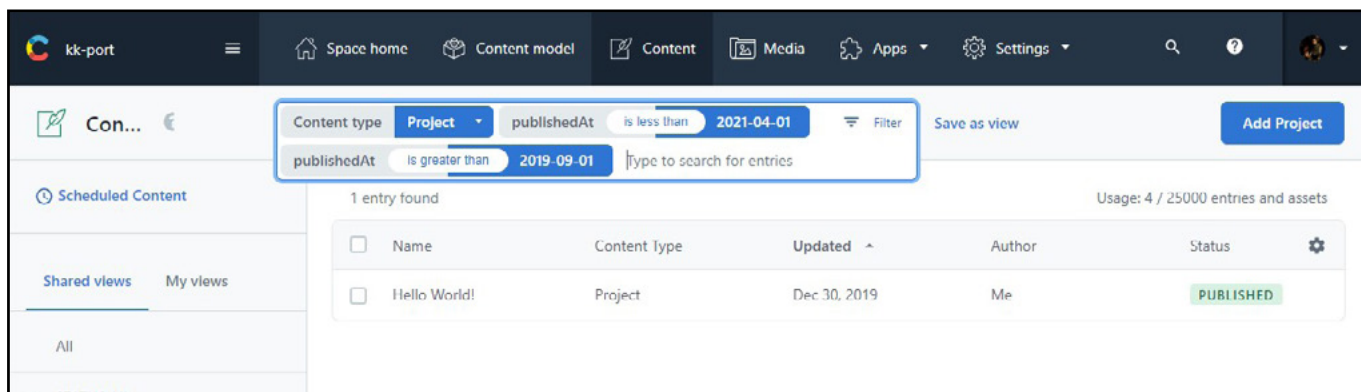 kk-port Space home Content model Content Media Apps Settings
Con... Content type Project publishedAt is less than 2021-04-01 Filter Save as view Add Project
publishedAt is greater than 2019-09-01 Type to search for entries
Scheduled Content
1 entry found Usage: 4 / 25000 entries and assets
Name Content Type Updated Author Status
Shared views My views
Hello World! Project Dec 30, 2019 Me PUBLISHED
All